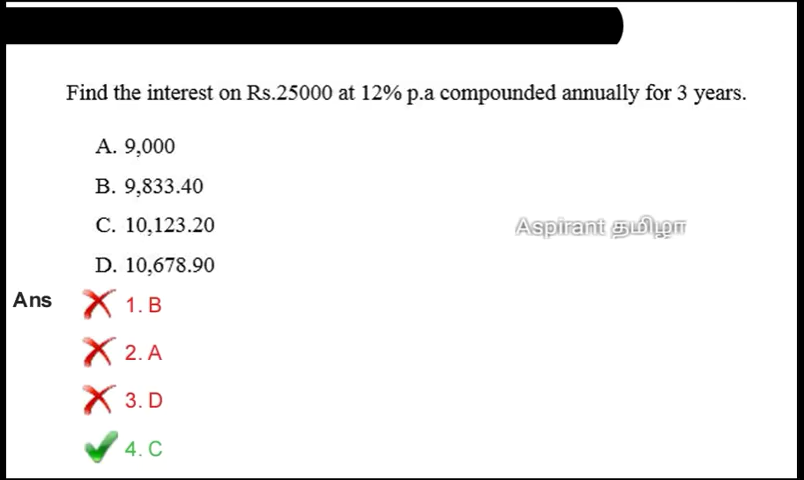 Find the interest on Rs.25000 at 12% p.a compounded annually for 3 years.
A. 9,000
B. 9,833.40
C. 10,123.20
Aspirant தமிழா
D. 10,678.90
Ans
1. B
2. A
3. D
4. C